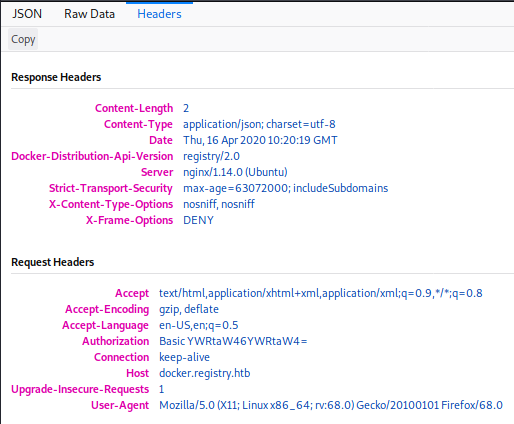 JSON Raw Data Headers
Copy
Response Headers
Content-Length 2
Content-Type application/json; charset=utf-8
Date Thu, 16 Apr 2020 10:20:19 GMT
Docker-Distribution-Api-Version registry/2.0
Server nginx/1.14.0 (Ubuntu)
Strict-Transport-Security max-age=63072000; includeSubdomains
X-Content-Type-Options nosniff, nosniff
X-Frame-Options DENY
Request Headers
Accept text/html,application/xhtml+xml,application/xml;q=0.9,*/*;q=0.8
Accept-Encoding gzip, deflate
Accept-Language en-US,en;q=0.5
Authorization Basic YWRtaW46YWRtaW4=
Connection keep-alive
Host docker.registry.htb
Upgrade-Insecure-Requests 1
User-Agent Mozilla/5.0 (X11; Linux x86_64; rv:68.0) Gecko/20100101 Firefox/68.0